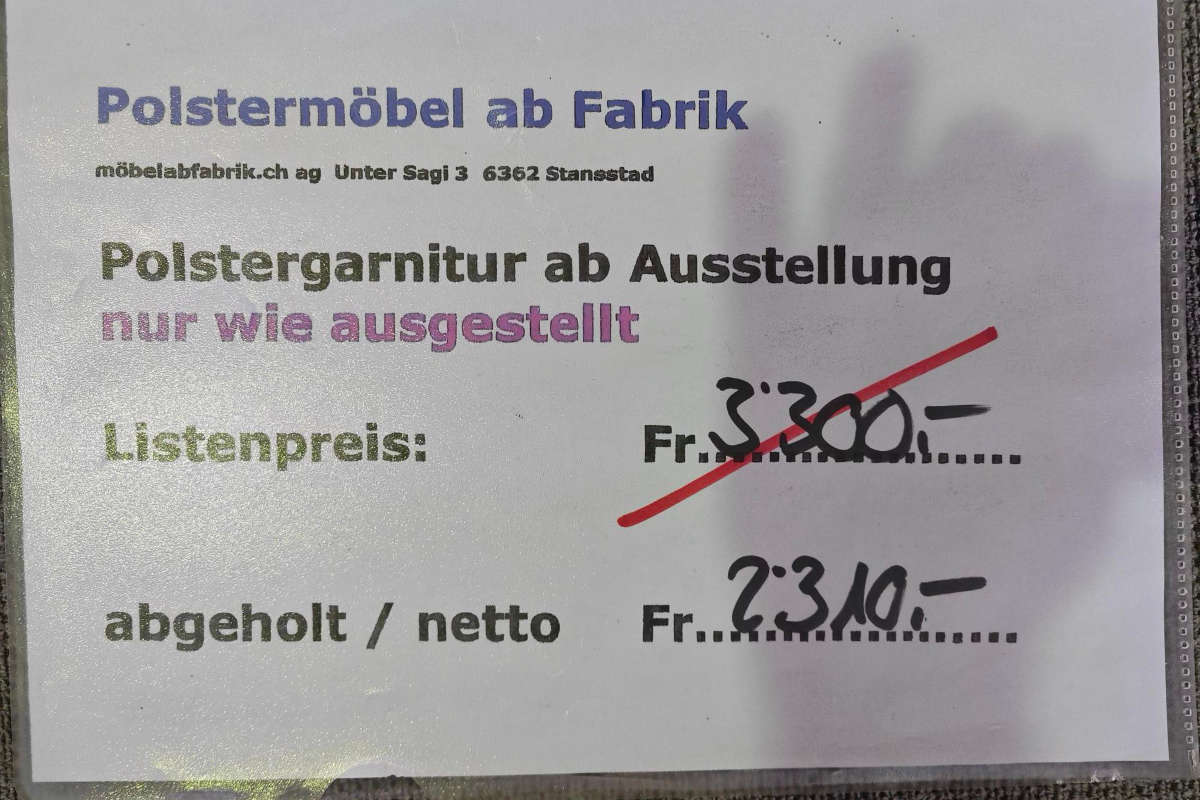 Polstermöbel ab Fabrik
möbelabfabrik.ch ag Unter Sagi 3 6362 Stansstad
Polstergarnitur ab Ausstellung
nur wie ausgestellt
Listenpreis: Fr. 3'300.-
abgeholt / netto Fr. 2'310.-